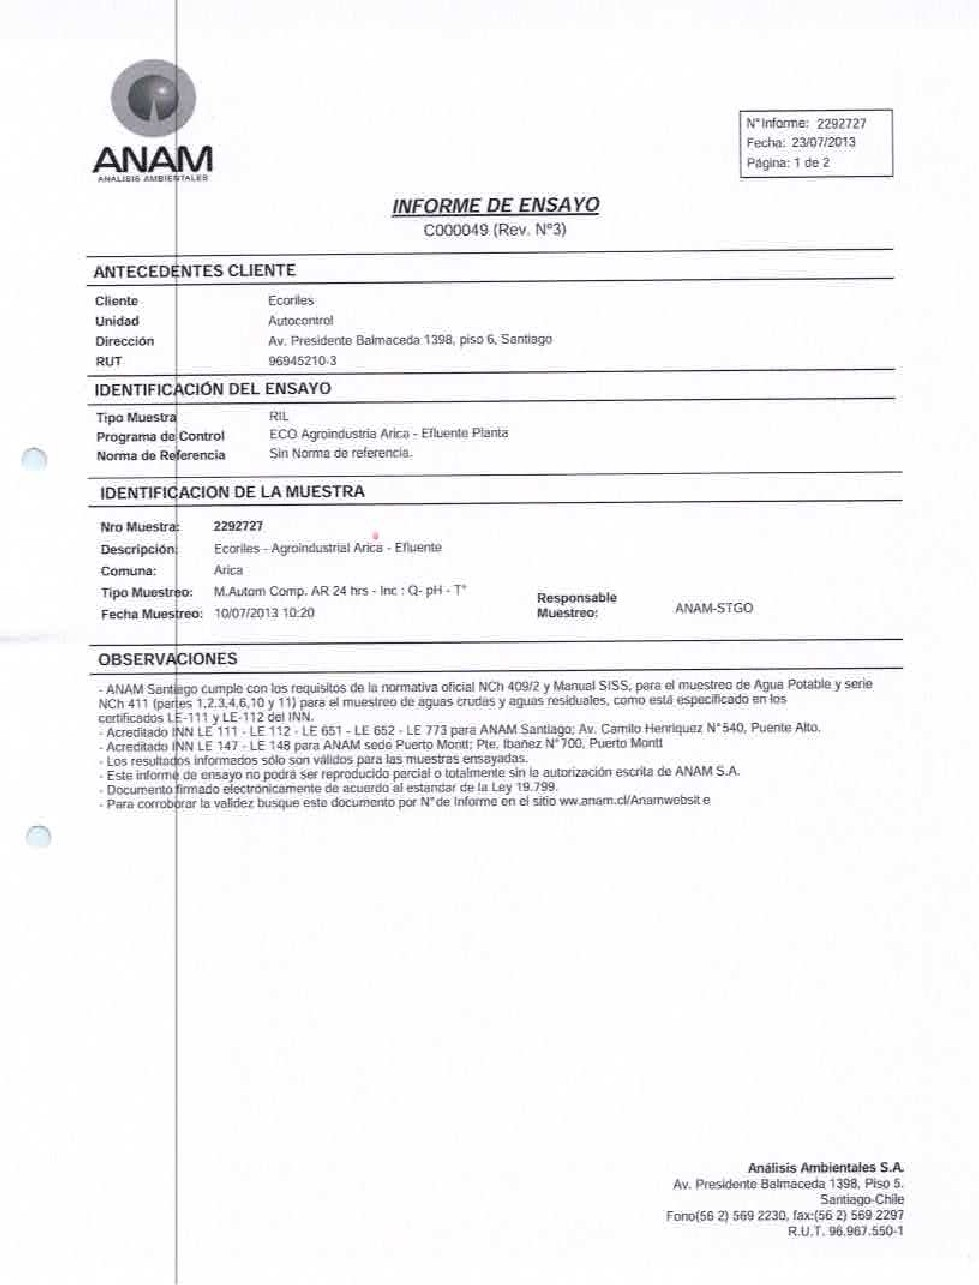 ANAM
ANALISIS AMBIENTALES
N°Informe: 2292727
Fecha: 23/07/2013
Página: 1 de 2
INFORME DE ENSAYO
C000049 (Rev. N°3)
ANTECEDENTES CLIENTE
Cliente Ecoriles
Unidad Autocontrol
Dirección Av. Presidente Balmaceda 1398, piso 6, Santiago
RUT 96945210-3
IDENTIFICACIÓN DEL ENSAYO
Tipo Muestra RIL
Programa de Control ECO Agroindustria Arica - Efluente Planta
Norma de Referencia Sin Norma de referencia.
IDENTIFICACION DE LA MUESTRA
Nro Muestra: 2292727
Descripción: Ecoriles - Agroindustrial Arica - Efluente
Comuna: Arica
Tipo Muestreo: M.Autom Comp. AR 24 hrs - Inc : Q- pH - T°
Fecha Muestreo: 10/07/2013 10:20
Responsable Muestreo: ANAM-STGO
OBSERVACIONES
- ANAM Santiago cumple con los requisitos de la normativa oficial NCh 409/2 y Manual SISS, para el muestreo de Agua Potable y serie
NCh 411 (partes 1,2,3,4,6,10 y 11) para el muestreo de aguas crudas y aguas residuales, como está especificado en los
certificados LE-111 y LE-112 del INN.
- Acreditado INN LE 111 - LE 112 - LE 651 - LE 652 - LE 773 para ANAM Santiago; Av. Camilo Henriquez N°540, Puente Alto.
- Acreditado INN LE 147 - LE 148 para ANAM sede Puerto Montt; Pte. Ibañez N°700, Puerto Montt
- Los resultados informados sólo son válidos para las muestras ensayadas.
- Este informe de ensayo no podrá ser reproducido parcial o totalmente sin la autorización escrita de ANAM S.A.
- Documento firmado electrónicamente de acuerdo al estandar de la Ley 19.799.
- Para corroborar la validez busque este documento por N°de Informe en el sitio ww.anam.cl/Anamwebsite
Análisis Ambientales S.A.
Av. Presidente Balmaceda 1398, Piso 5.
Santiago-Chile
Fono(56 2) 569 2230, fax:(56 2) 569 2297
R.U.T. 96.967.550-1